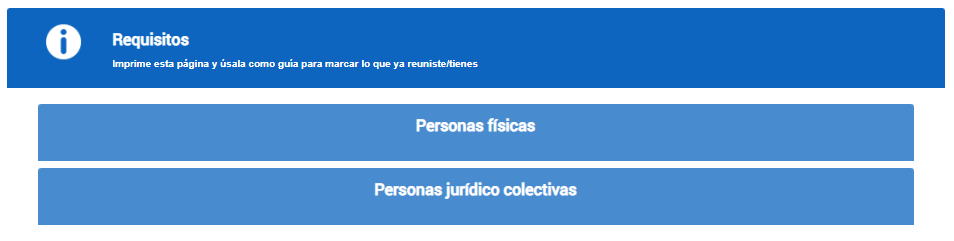 Requisitos
Imprime esta página y úsala como guía para marcar lo que ya reuniste/tienes
Personas físicas
Personas jurídico colectivas